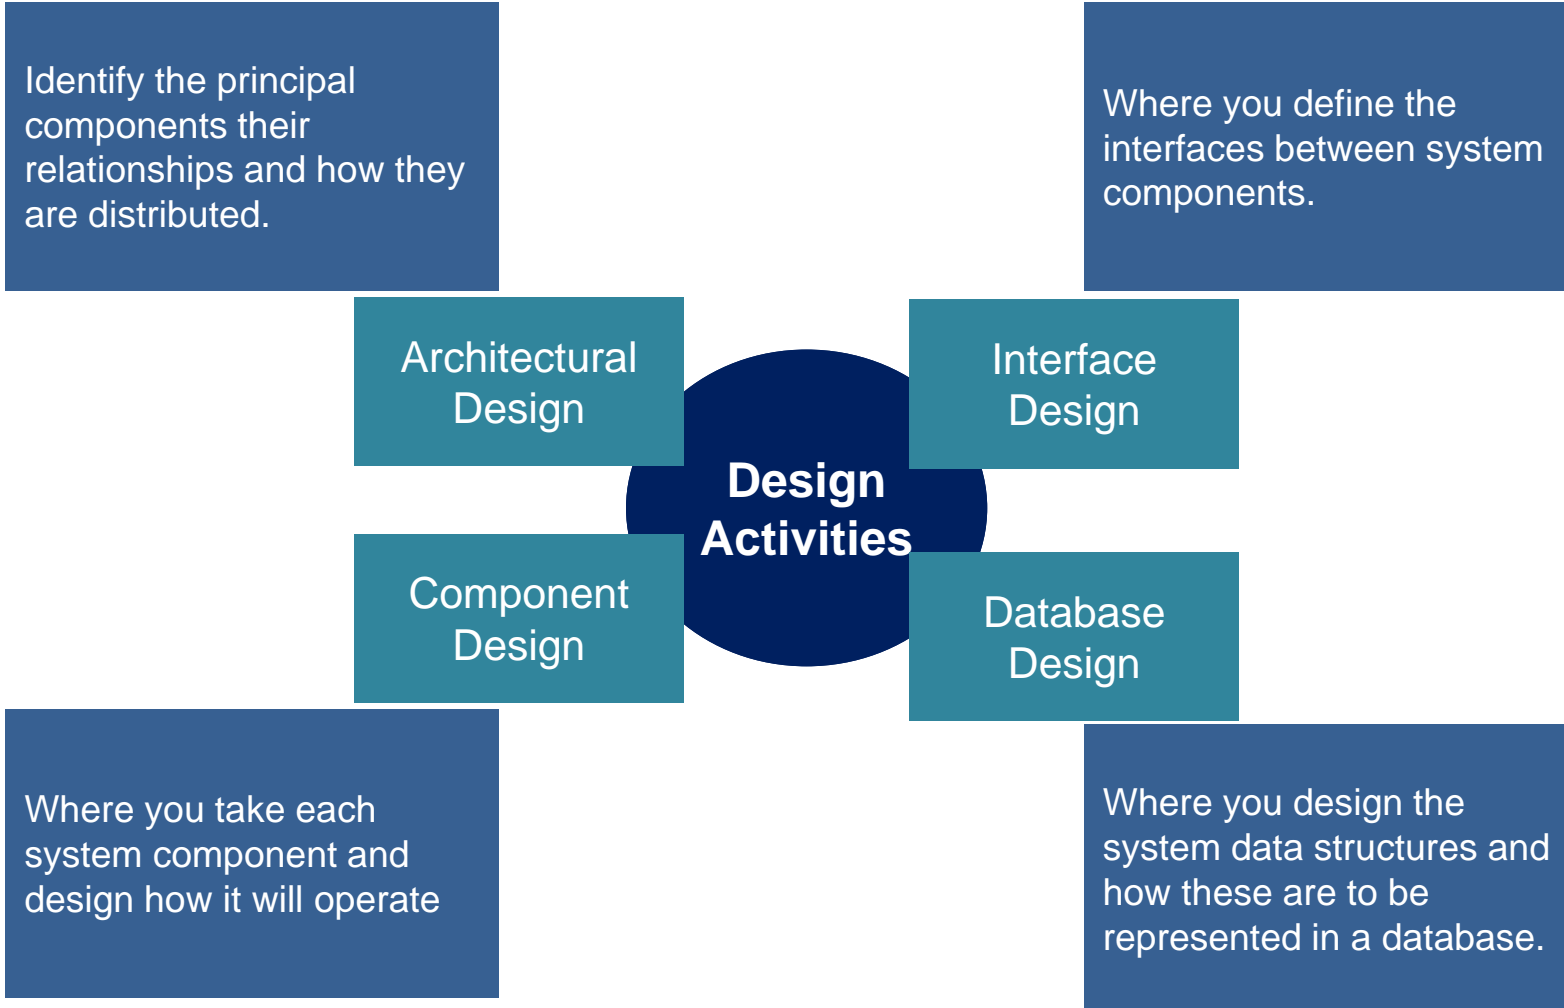 Identify the principal
components their
relationships and how they
are distributed.
Where you define the
interfaces between system
components.
Architectural
Design
Interface
Design
Design
Activities
Component
Design
Database
Design
Where you take each
system component and
design how it will operate
Where you design the
system data structures and
how these are to be
represented in a database.